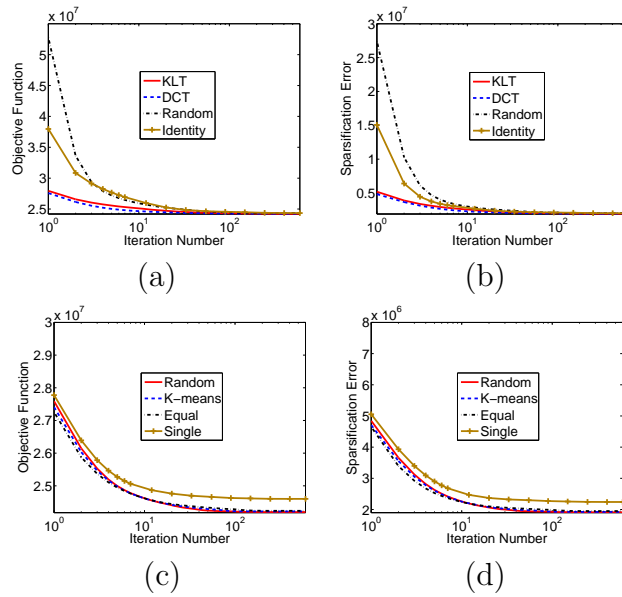 x 10^7
5
4.5
4
3.5
3
2.5
Objective Function
KLT
DCT
Random
Identity
10^0
10^1
10^2
Iteration Number
(a)
x 10^7
3
2.5
2
1.5
1
0.5
Sparsification Error
KLT
DCT
Random
Identity
10^0
10^1
10^2
Iteration Number
(b)
x 10^7
3
2.9
2.8
2.7
2.6
2.5
Objective Function
Random
K-means
Equal
Single
10^0
10^1
10^2
Iteration Number
(c)
x 10^6
8
7
6
5
4
3
2
Sparsification Error
Random
K-means
Equal
Single
10^0
10^1
10^2
Iteration Number
(d)